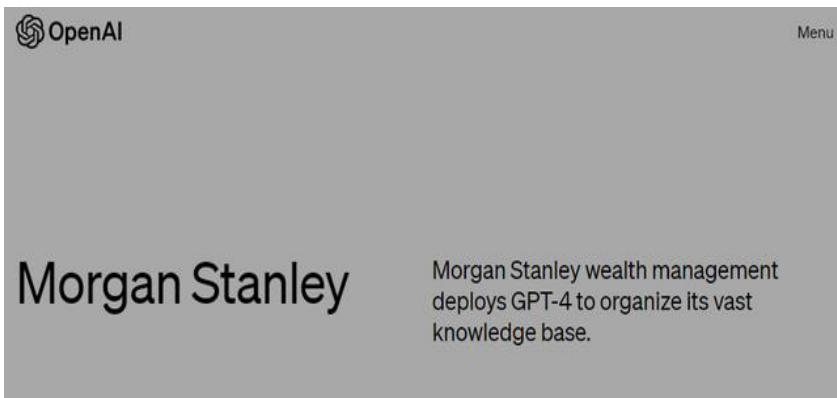 OpenAI
Menu
Morgan Stanley
Morgan Stanley wealth management
deploys GPT-4 to organize its vast
knowledge base.